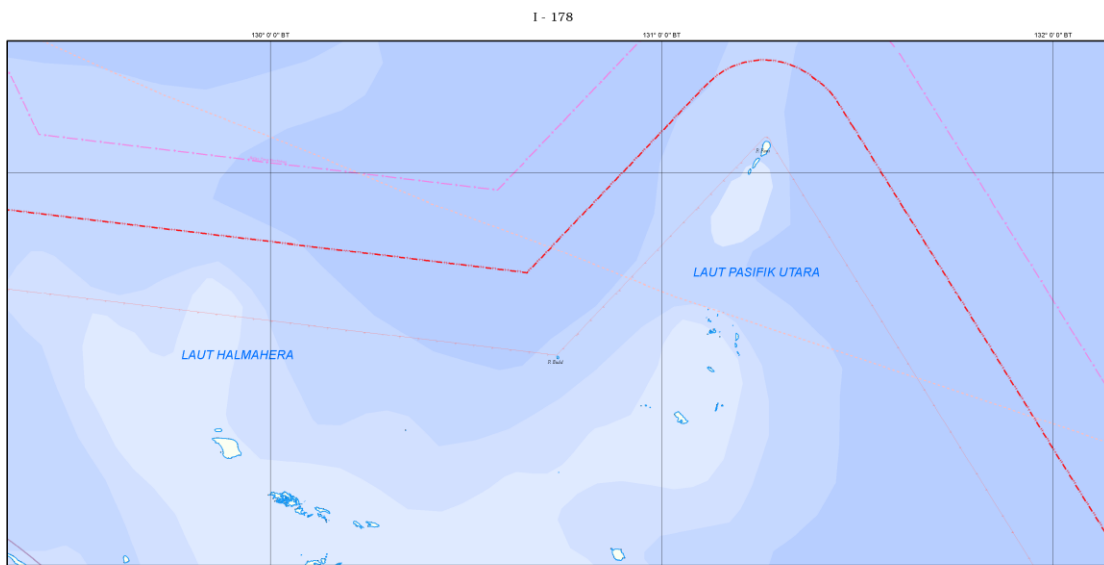 I - 178
130° 0' 0" BT
131° 0' 0" BT
132° 0' 0" BT
LAUT PASIFIK UTARA
LAUT HALMAHERA